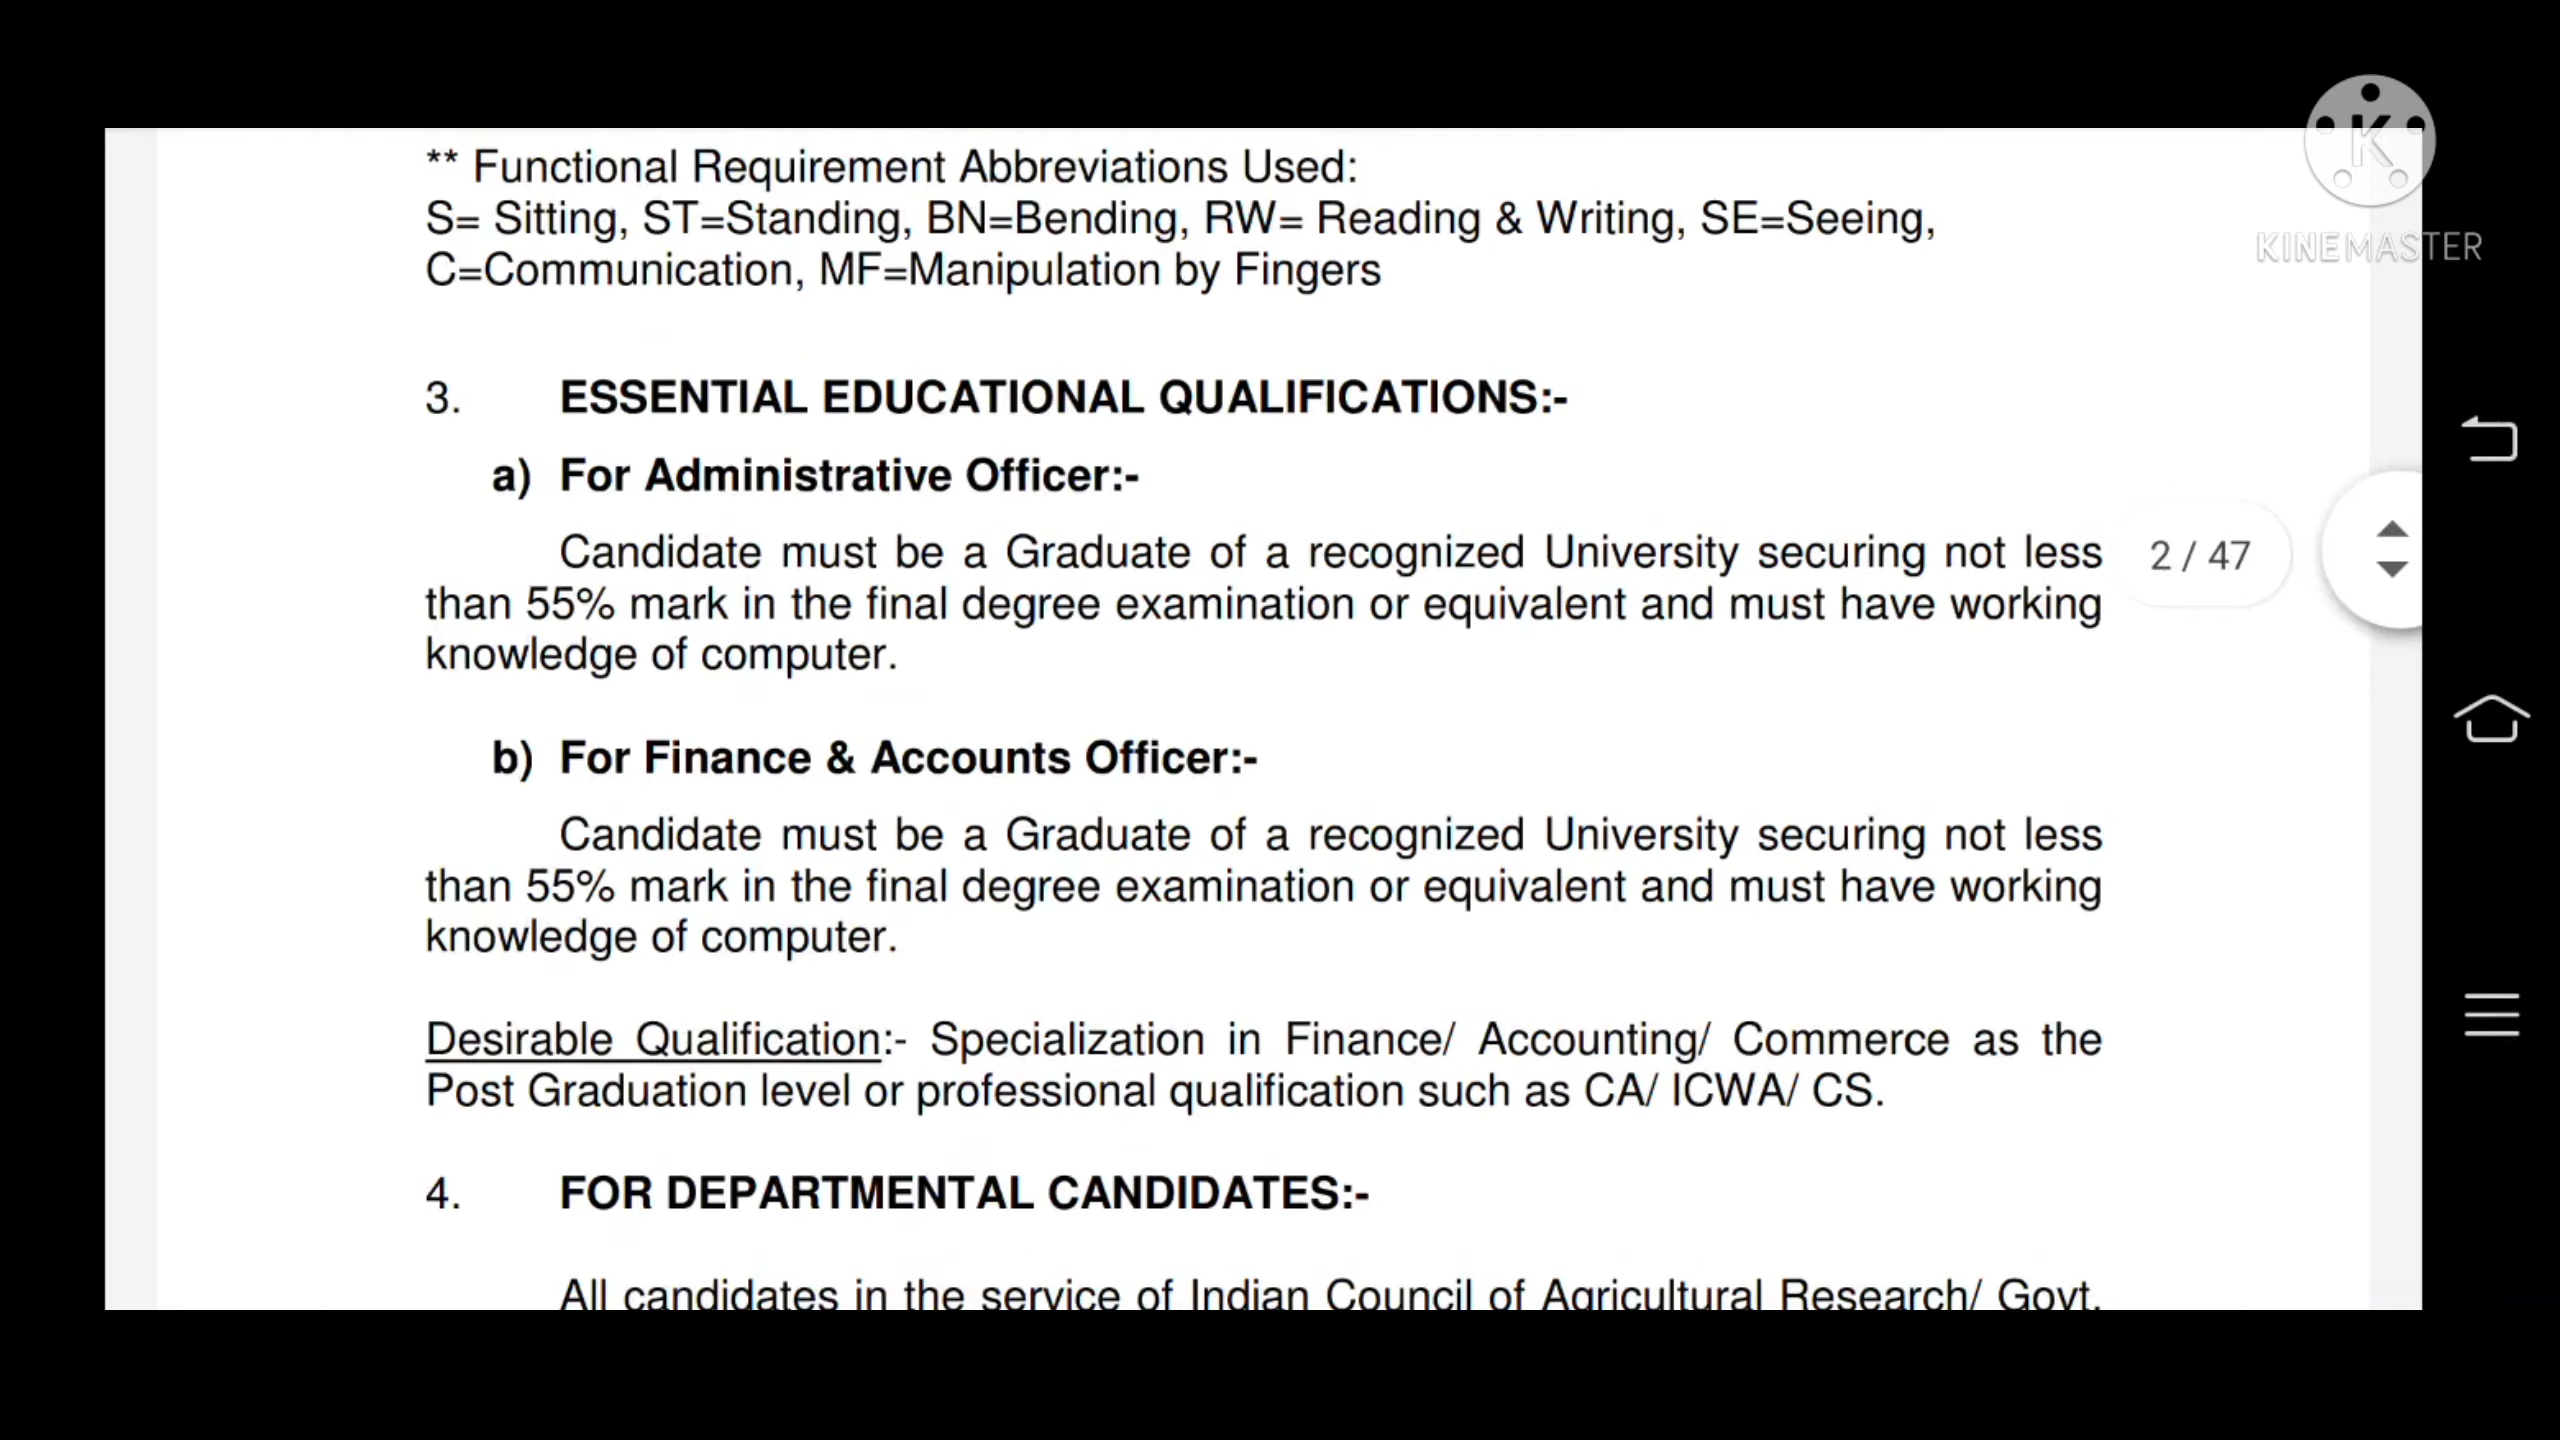 ** Functional Requirement Abbreviations Used:
S= Sitting, ST=Standing, BN=Bending, RW= Reading & Writing, SE=Seeing,
C=Communication, MF=Manipulation by Fingers
K
KINEMASTER
3. ESSENTIAL EDUCATIONAL QUALIFICATIONS:-
a) For Administrative Officer:-
Candidate must be a Graduate of a recognized University securing not less
than 55% mark in the final degree examination or equivalent and must have working
knowledge of computer.
2 / 47
b) For Finance & Accounts Officer:-
Candidate must be a Graduate of a recognized University securing not less
than 55% mark in the final degree examination or equivalent and must have working
knowledge of computer.
Desirable Qualification:- Specialization in Finance/ Accounting/ Commerce as the
Post Graduation level or professional qualification such as CA/ ICWA/ CS.
4. FOR DEPARTMENTAL CANDIDATES:-
All candidates in the service of Indian Council of Agricultural Research/ Govt.